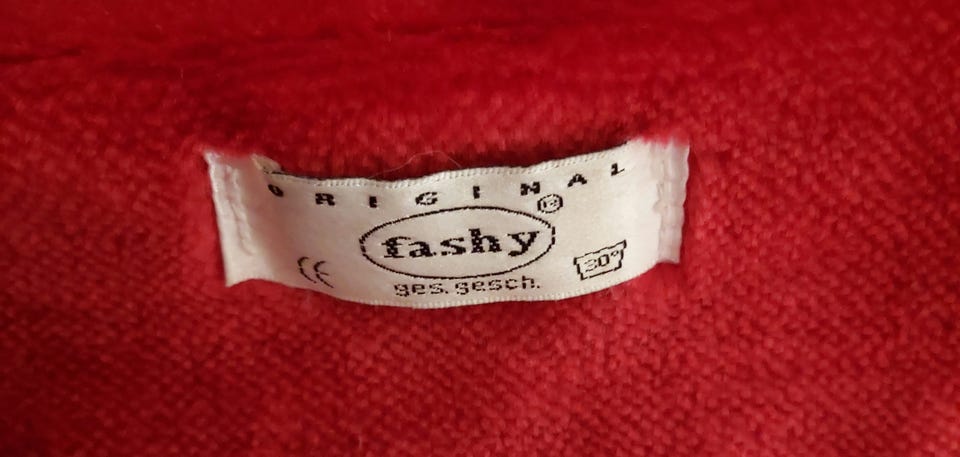 ORIGINAL
fashy ®
CE
30°
ges. gesch.